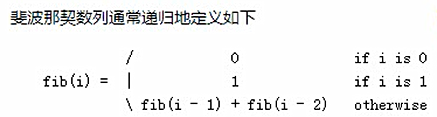 斐波那契数列通常递归地定义如下
/ 0 if i is 0
fib(i) = | 1 if i is 1
\ fib(i - 1) + fib(i - 2) otherwise